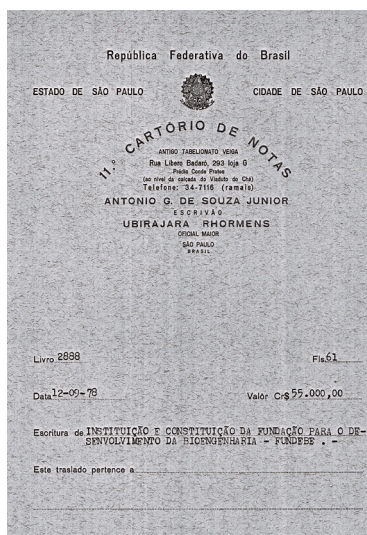 República Federativa do Brasil
ESTADO DE SÃO PAULO CIDADE DE SÃO PAULO
11.º CARTÓRIO DE NOTAS
ANTIGO TABELIONATO VEIGA
Rua Líbero Badaró, 293 loja G
Prédio Conde Prates
(ao nível da calçada do Viaduto do Chá)
Telefone: 34-7116 (ramais)
ANTONIO G. DE SOUZA JUNIOR
ESCRIVÃO
UBIRAJARA RHORMENS
OFICIAL MAIOR
SÃO PAULO
BRASIL
Livro 2888 Fls. 61
Data 12-09-78 Valôr Cr$ 55.000,00
Escritura de INSTITUIÇÃO E CONSTITUIÇÃO DA FUNDAÇÃO PARA O DE-
SENVOLVIMENTO DA BIOENGENHARIA - FUNDEBE . -
Este traslado pertence a